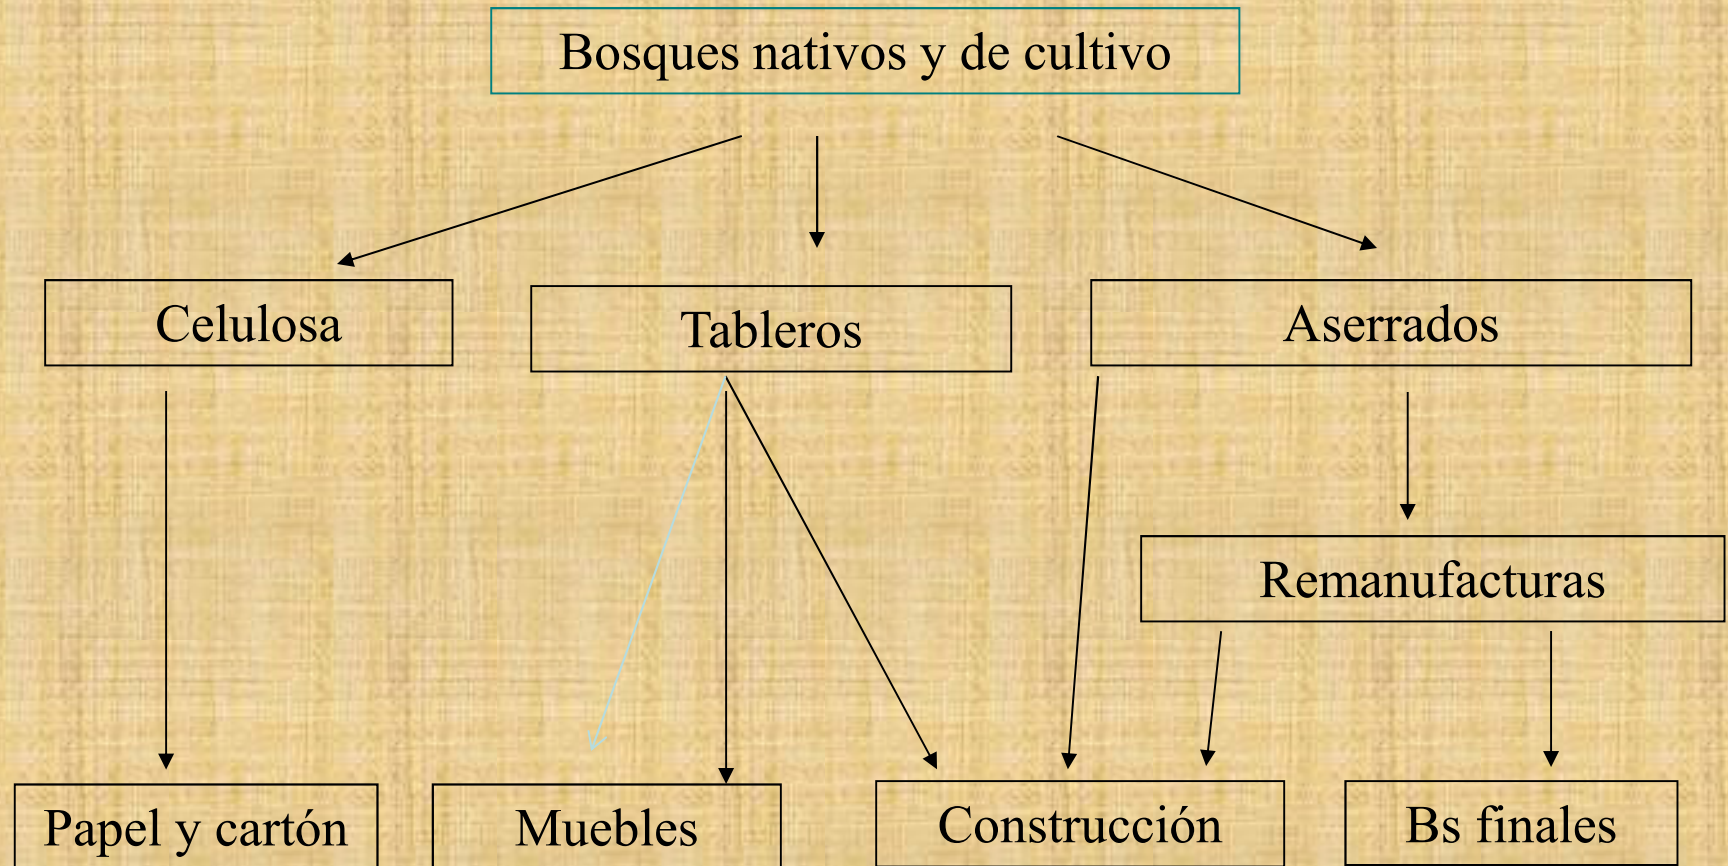 Bosques nativos y de cultivo
Celulosa
Tableros
Aserrados
Remanufacturas
Papel y cartón
Muebles
Construcción
Bs finales